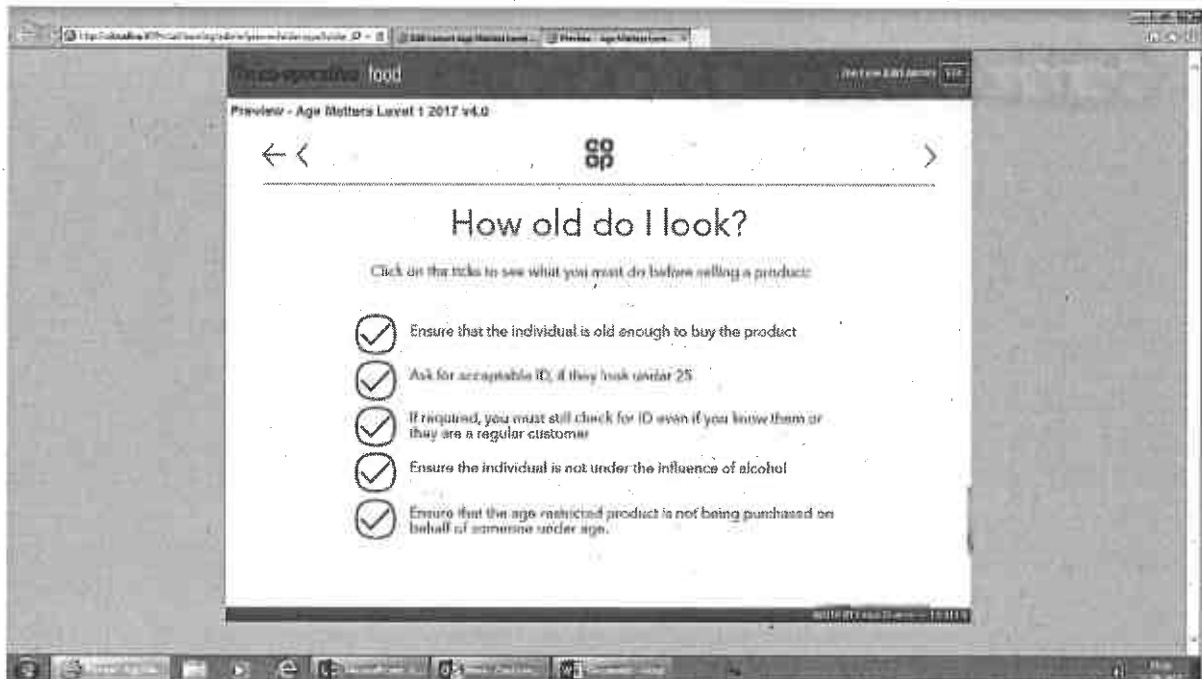 the co-operative food
Preview - Age Matters Level 1 2017 v4.0
co
op
How old do I look?
Click on the ticks to see what you must do before selling a product:
Ensure that the individual is old enough to buy the product
Ask for acceptable ID, if they look under 25
If required, you must still check for ID even if you know them or
they are a regular customer
Ensure the individual is not under the influence of alcohol
Ensure that the age restricted product is not being purchased on
behalf of someone under age.